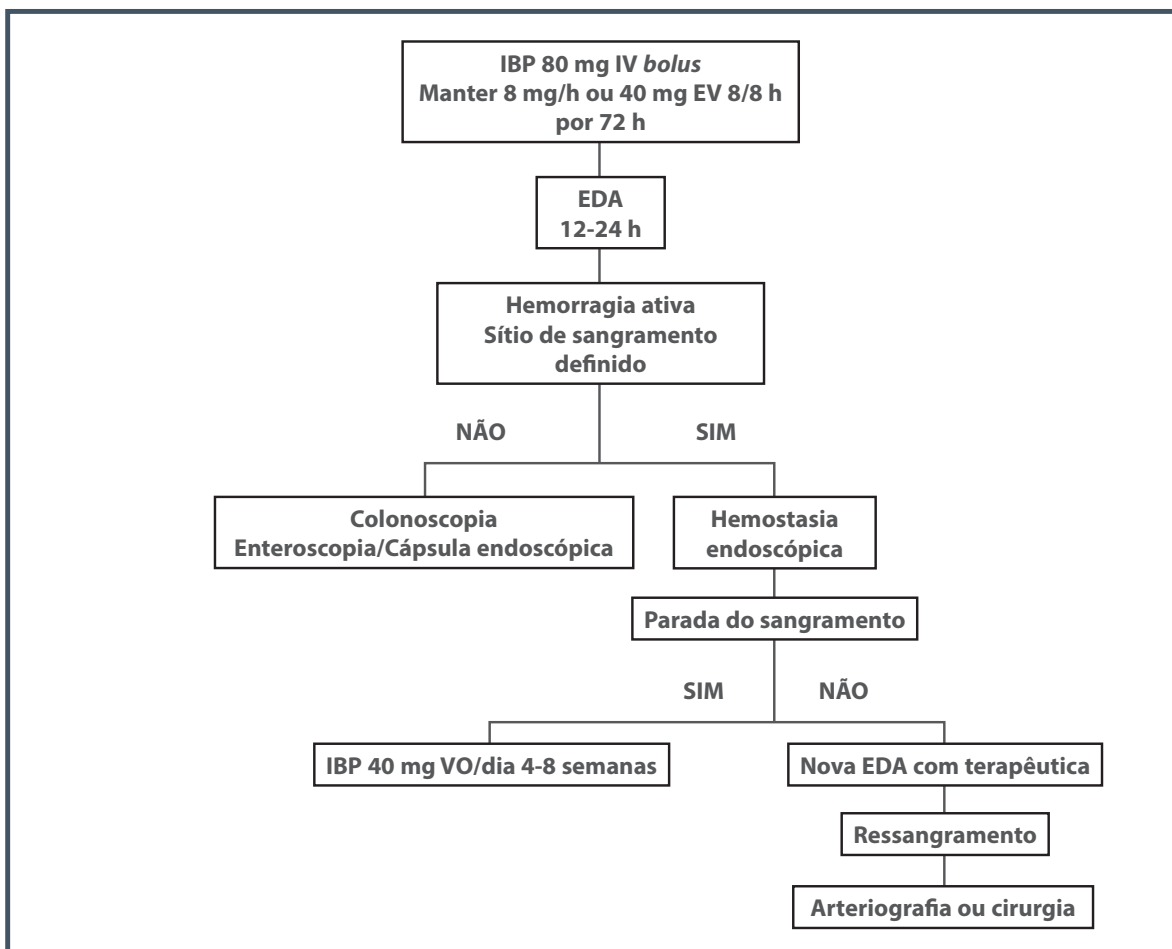 IBP 80 mg IV bolus
Manter 8 mg/h ou 40 mg EV 8/8 h
por 72 h
EDA
12-24 h
Hemorragia ativa
Sítio de sangramento
definido
NÃO
SIM
Colonoscopia
Enteroscopia/Cápsula endoscópica
Hemostasia
endoscópica
Parada do sangramento
SIM
NÃO
IBP 40 mg VO/dia 4-8 semanas
Nova EDA com terapêutica
Ressangramento
Arteriografia ou cirurgia